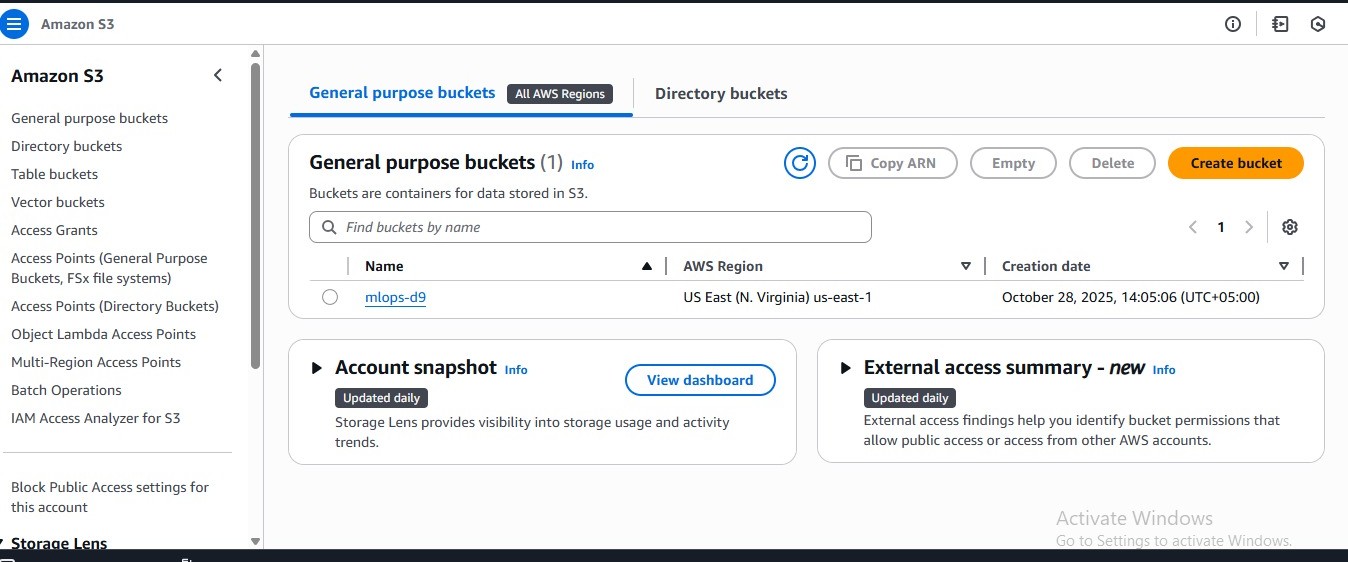 Amazon S3
Amazon S3
General purpose buckets
Directory buckets
Table buckets
Vector buckets
Access Grants
Access Points (General Purpose
Buckets, FSx file systems)
Access Points (Directory Buckets)
Object Lambda Access Points
Multi-Region Access Points
Batch Operations
IAM Access Analyzer for S3
Block Public Access settings for
this account
Storage Lens
General purpose buckets All AWS Regions Directory buckets
General purpose buckets (1) Info Copy ARN Empty Delete Create bucket
Buckets are containers for data stored in S3.
Find buckets by name 1
Name AWS Region Creation date
mlops-d9 US East (N. Virginia) us-east-1 October 28, 2025, 14:05:06 (UTC+05:00)
Account snapshot Info View dashboard
Updated daily
Storage Lens provides visibility into storage usage and activity
trends.
External access summary - new Info
Updated daily
External access findings help you identify bucket permissions that
allow public access or access from other AWS accounts.
Activate Windows
Go to Settings to activate Windows.